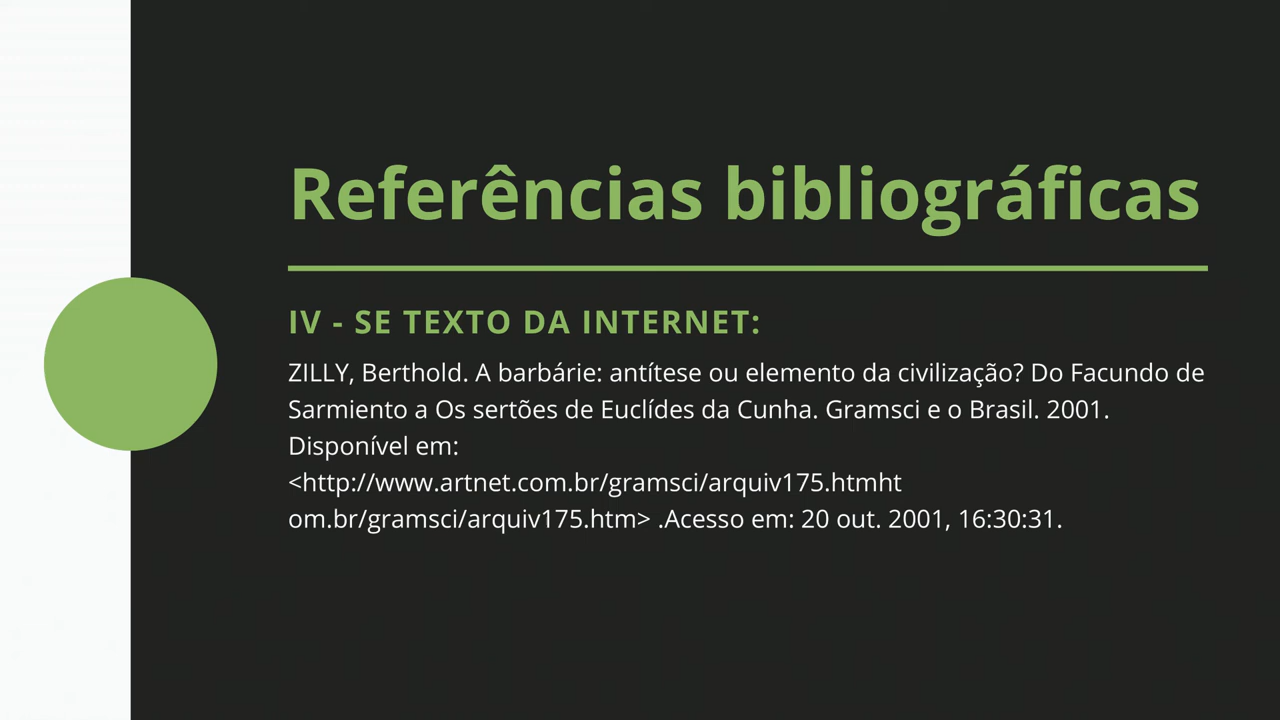 Referências bibliográficas
IV - SE TEXTO DA INTERNET:
ZILLY, Berthold. A barbárie: antítese ou elemento da civilização? Do Facundo de
Sarmiento a Os sertões de Euclídes da Cunha. Gramsci e o Brasil. 2001.
Disponível em:
<http://www.artnet.com.br/gramsci/arquiv175.htmht
om.br/gramsci/arquiv175.htm> .Acesso em: 20 out. 2001, 16:30:31.